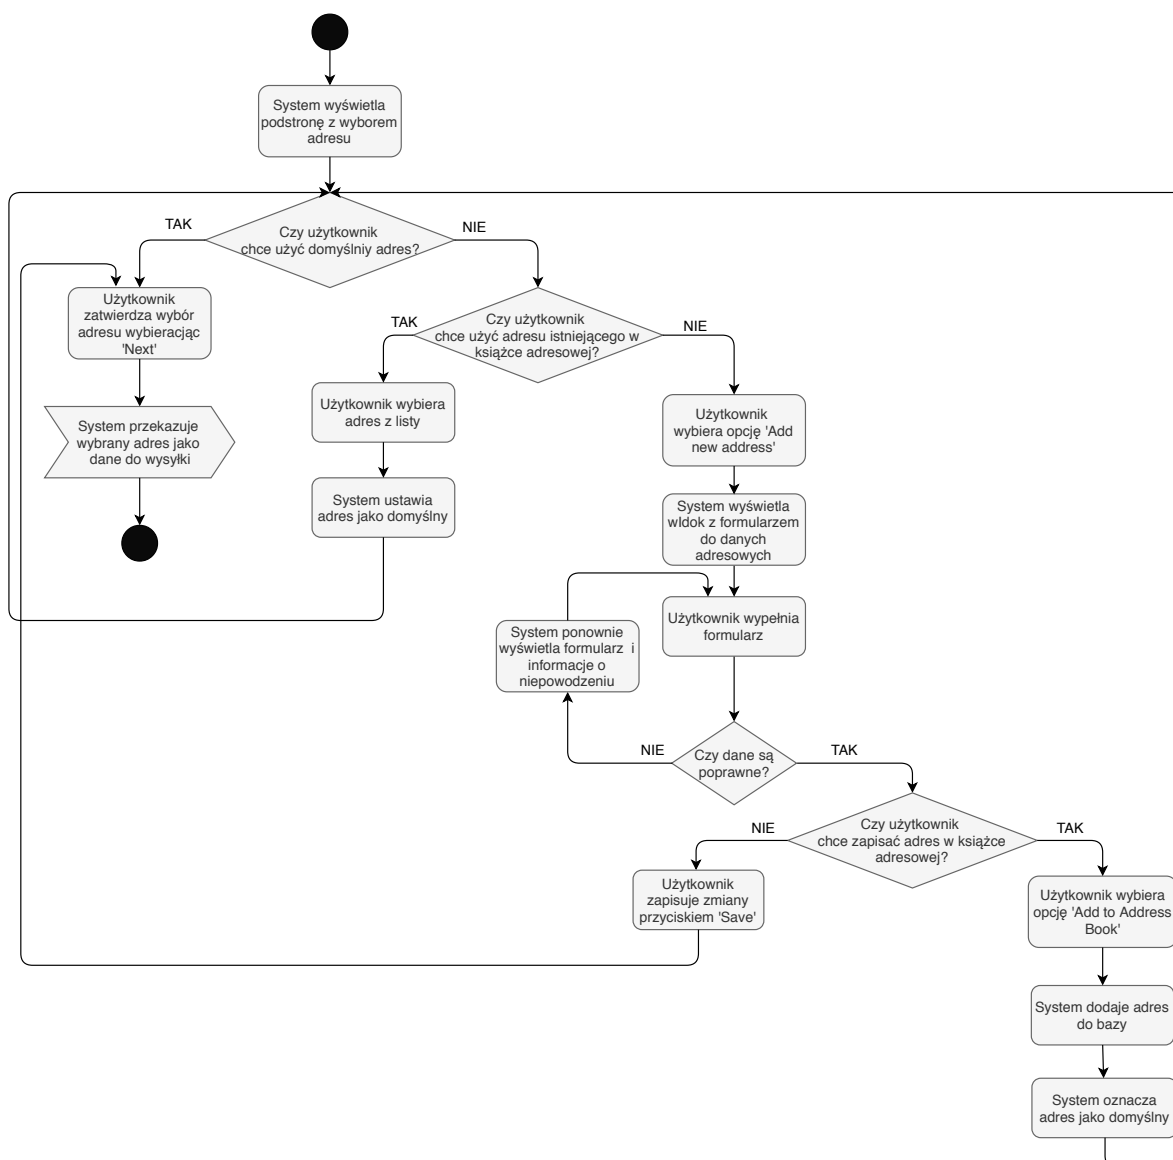 System wyświetla
podstronę z wyborem
adresu
TAK
Czy użytkownik
chce użyć domyślniy adres?
NIE
Użytkownik
zatwierdza wybór
adresu wybieracjąc
'Next'
TAK
Czy użytkownik
chce użyć adresu istniejącego w
książce adresowej?
NIE
Użytkownik wybiera
adres z listy
Użytkownik
wybiera opcję 'Add
new address'
System przekazuje
wybrany adres jako
dane do wysyłki
System ustawia
adres jako domyślny
System wyświetla
wIdok z formularzem
do danych
adresowych
Użytkownik wypełnia
formularz
System ponownie
wyświetla formularz i
informacje o
niepowodzeniu
NIE
Czy dane są
poprawne?
TAK
NIE
Czy użytkownik
chce zapisać adres w książce
adresowej?
TAK
Użytkownik
zapisuje zmiany
przyciskiem 'Save'
Użytkownik wybiera
opcję 'Add to Address
Book'
System dodaje adres
do bazy
System oznacza
adres jako domyślny